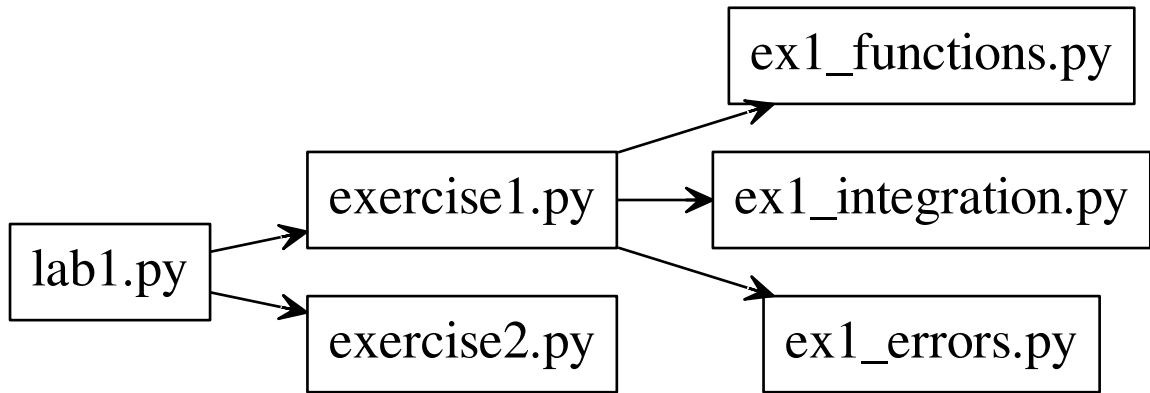 lab1.py
exercise1.py
exercise2.py
ex1_functions.py
ex1_integration.py
ex1_errors.py